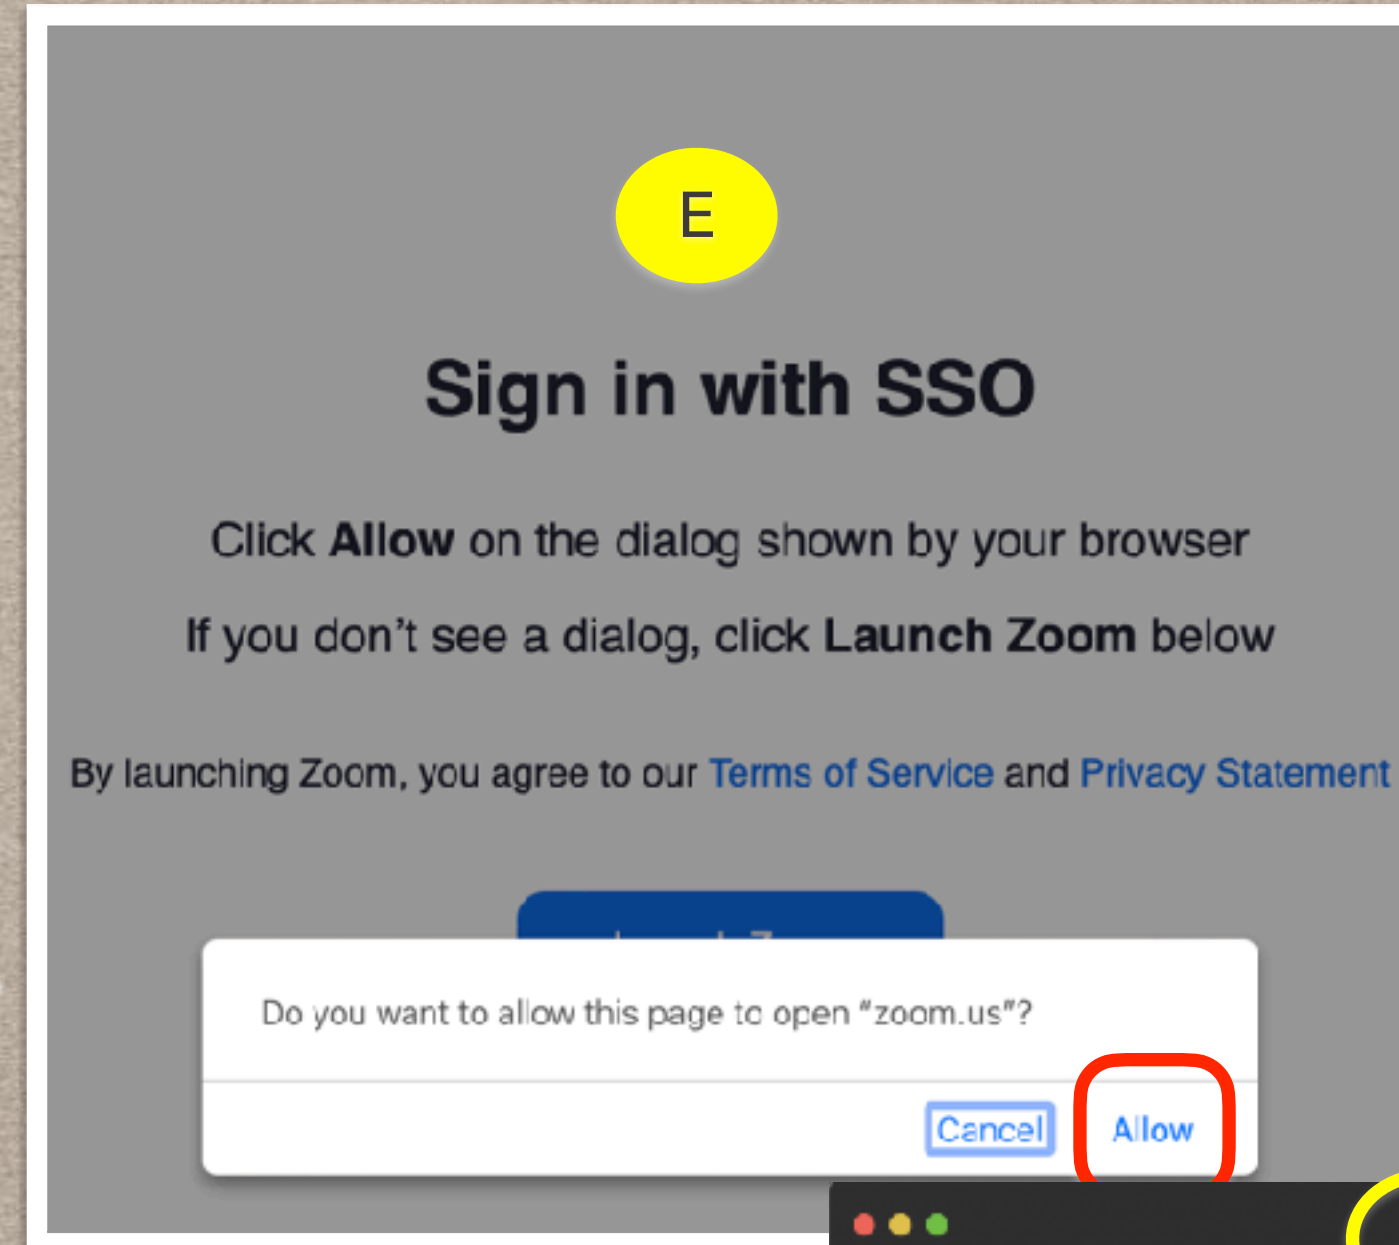 E
Sign in with SSO
Click Allow on the dialog shown by your browser
If you don't see a dialog, click Launch Zoom below
By launching Zoom, you agree to our Terms of Service and Privacy Statement
Do you want to allow this page to open "zoom.us"?
Cancel Allow